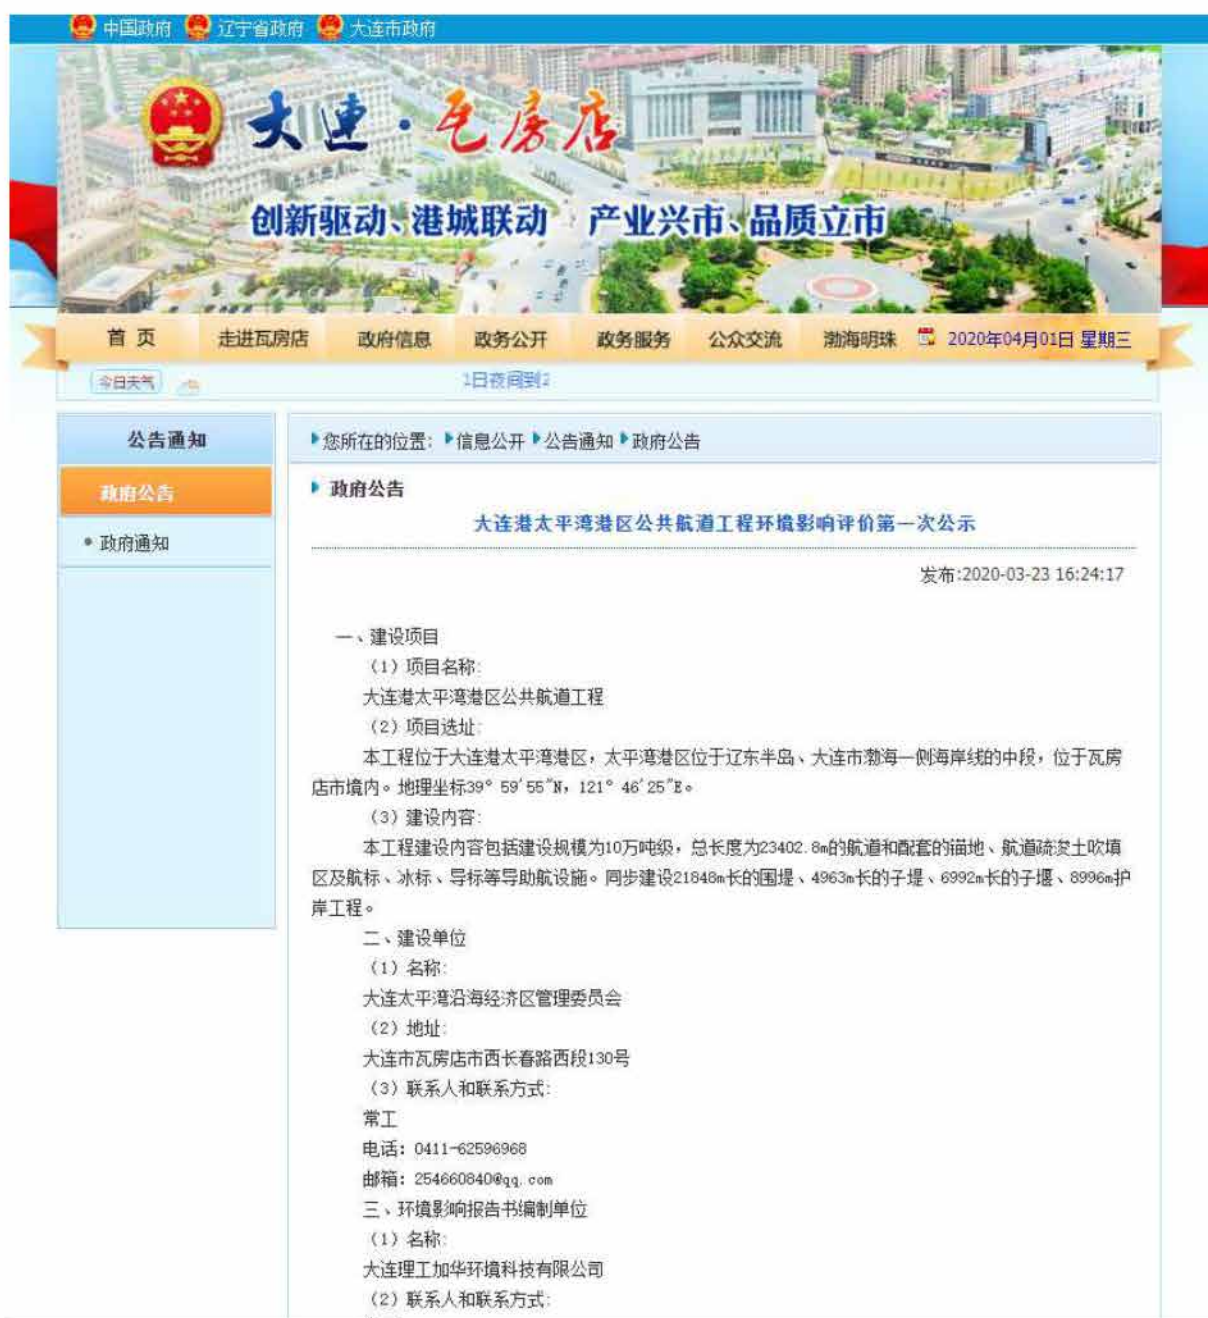 中国政府 辽宁省政府 大连市政府
大连·瓦房店
创新驱动、港城联动 产业兴市、品质立市
首 页 走进瓦房店 政府信息 政务公开 政务服务 公众交流 渤海明珠 2020年04月01日 星期三
今日天气 1日夜间到2
公告通知
政府公告
政府通知
您所在的位置: 信息公开 公告通知 政府公告
政府公告
大连港太平湾港区公共航道工程环境影响评价第一次公示
发布:2020-03-23 16:24:17
一、建设项目
(1)项目名称:
大连港太平湾港区公共航道工程
(2)项目选址:
本工程位于大连港太平湾港区,太平湾港区位于辽东半岛、大连市渤海一侧海岸线的中段,位于瓦房
店市境内。地理坐标39° 59′55″N,121° 46′25″E。
(3)建设内容:
本工程建设内容包括建设规模为10万吨级,总长度为23402.8m的航道和配套的锚地、航道疏浚土吹填
区及航标、冰标、导标等导助航设施。同步建设21848m长的围堤、4963m长的子堤、6992m长的子堰、8996m护
岸工程。
二、建设单位
(1)名称:
大连太平湾沿海经济区管理委员会
(2)地址:
大连市瓦房店市西长春路西段130号
(3)联系人和联系方式:
常工
电话:0411-62596968
邮箱:254660840@qq.com
三、环境影响报告书编制单位
(1)名称:
大连理工加华环境科技有限公司
(2)联系人和联系方式: